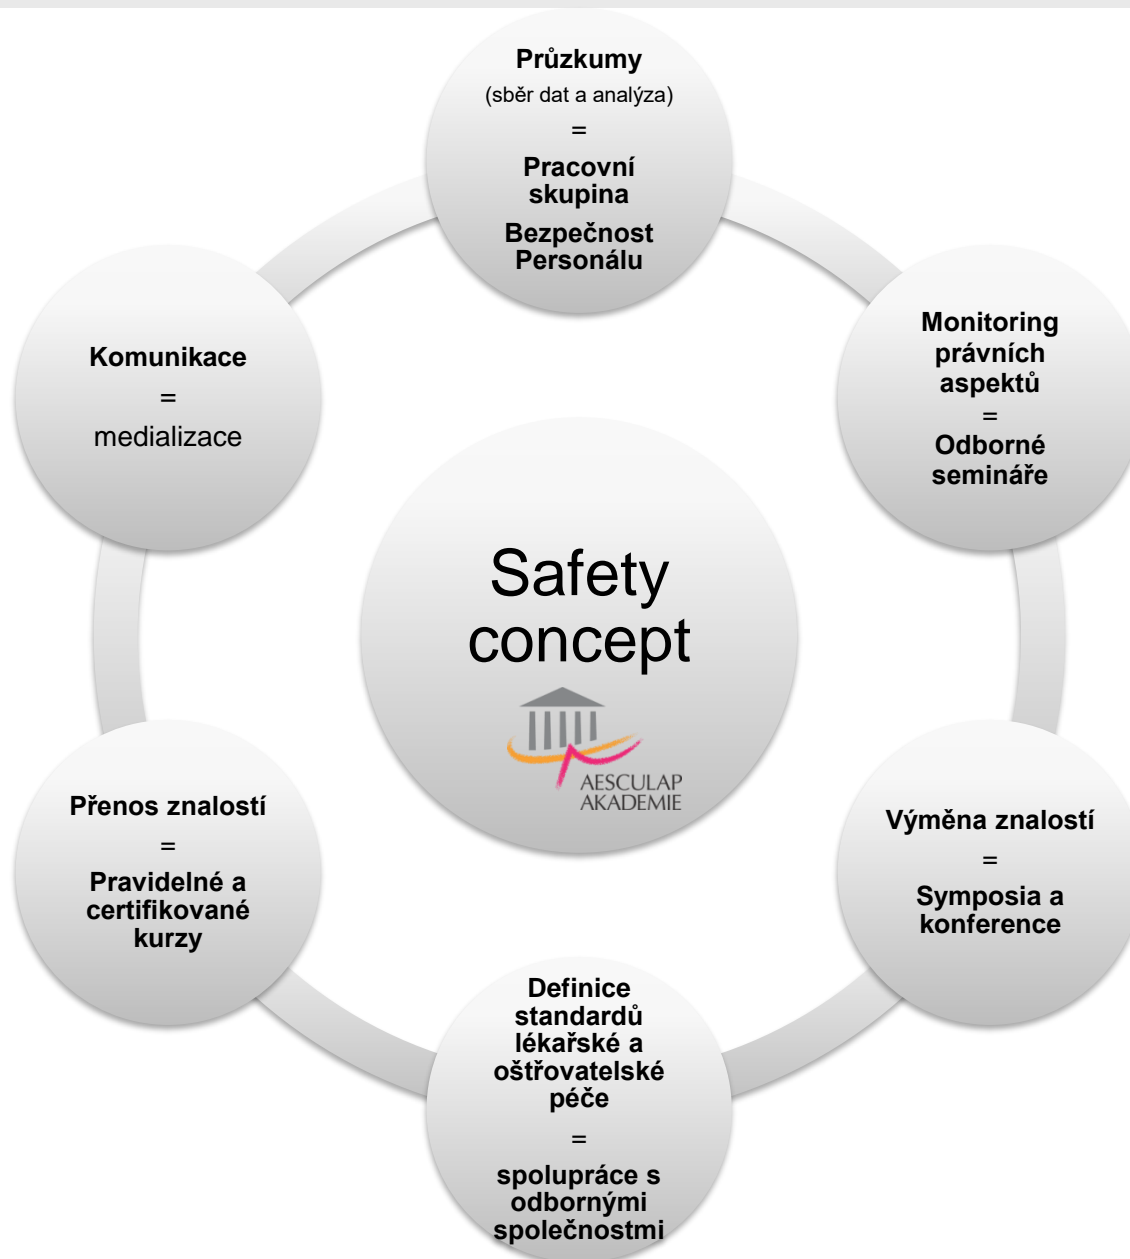 Průzkumy
(sběr dat a analýza)
=
Pracovní
skupina
Bezpečnost
Personálu
Monitoring
právních
aspektů
=
Odborné
semináře
Výměna znalostí
=
Symposia a
konference
Definice
standardů
lékařské a
oštřovatelské
péče
=
spolupráce s
odbornými
společnostmi
Přenos znalostí
=
Pravidelné a
certifikované
kurzy
Komunikace
=
medializace
Safety
concept
AESCULAP
AKADEMIE